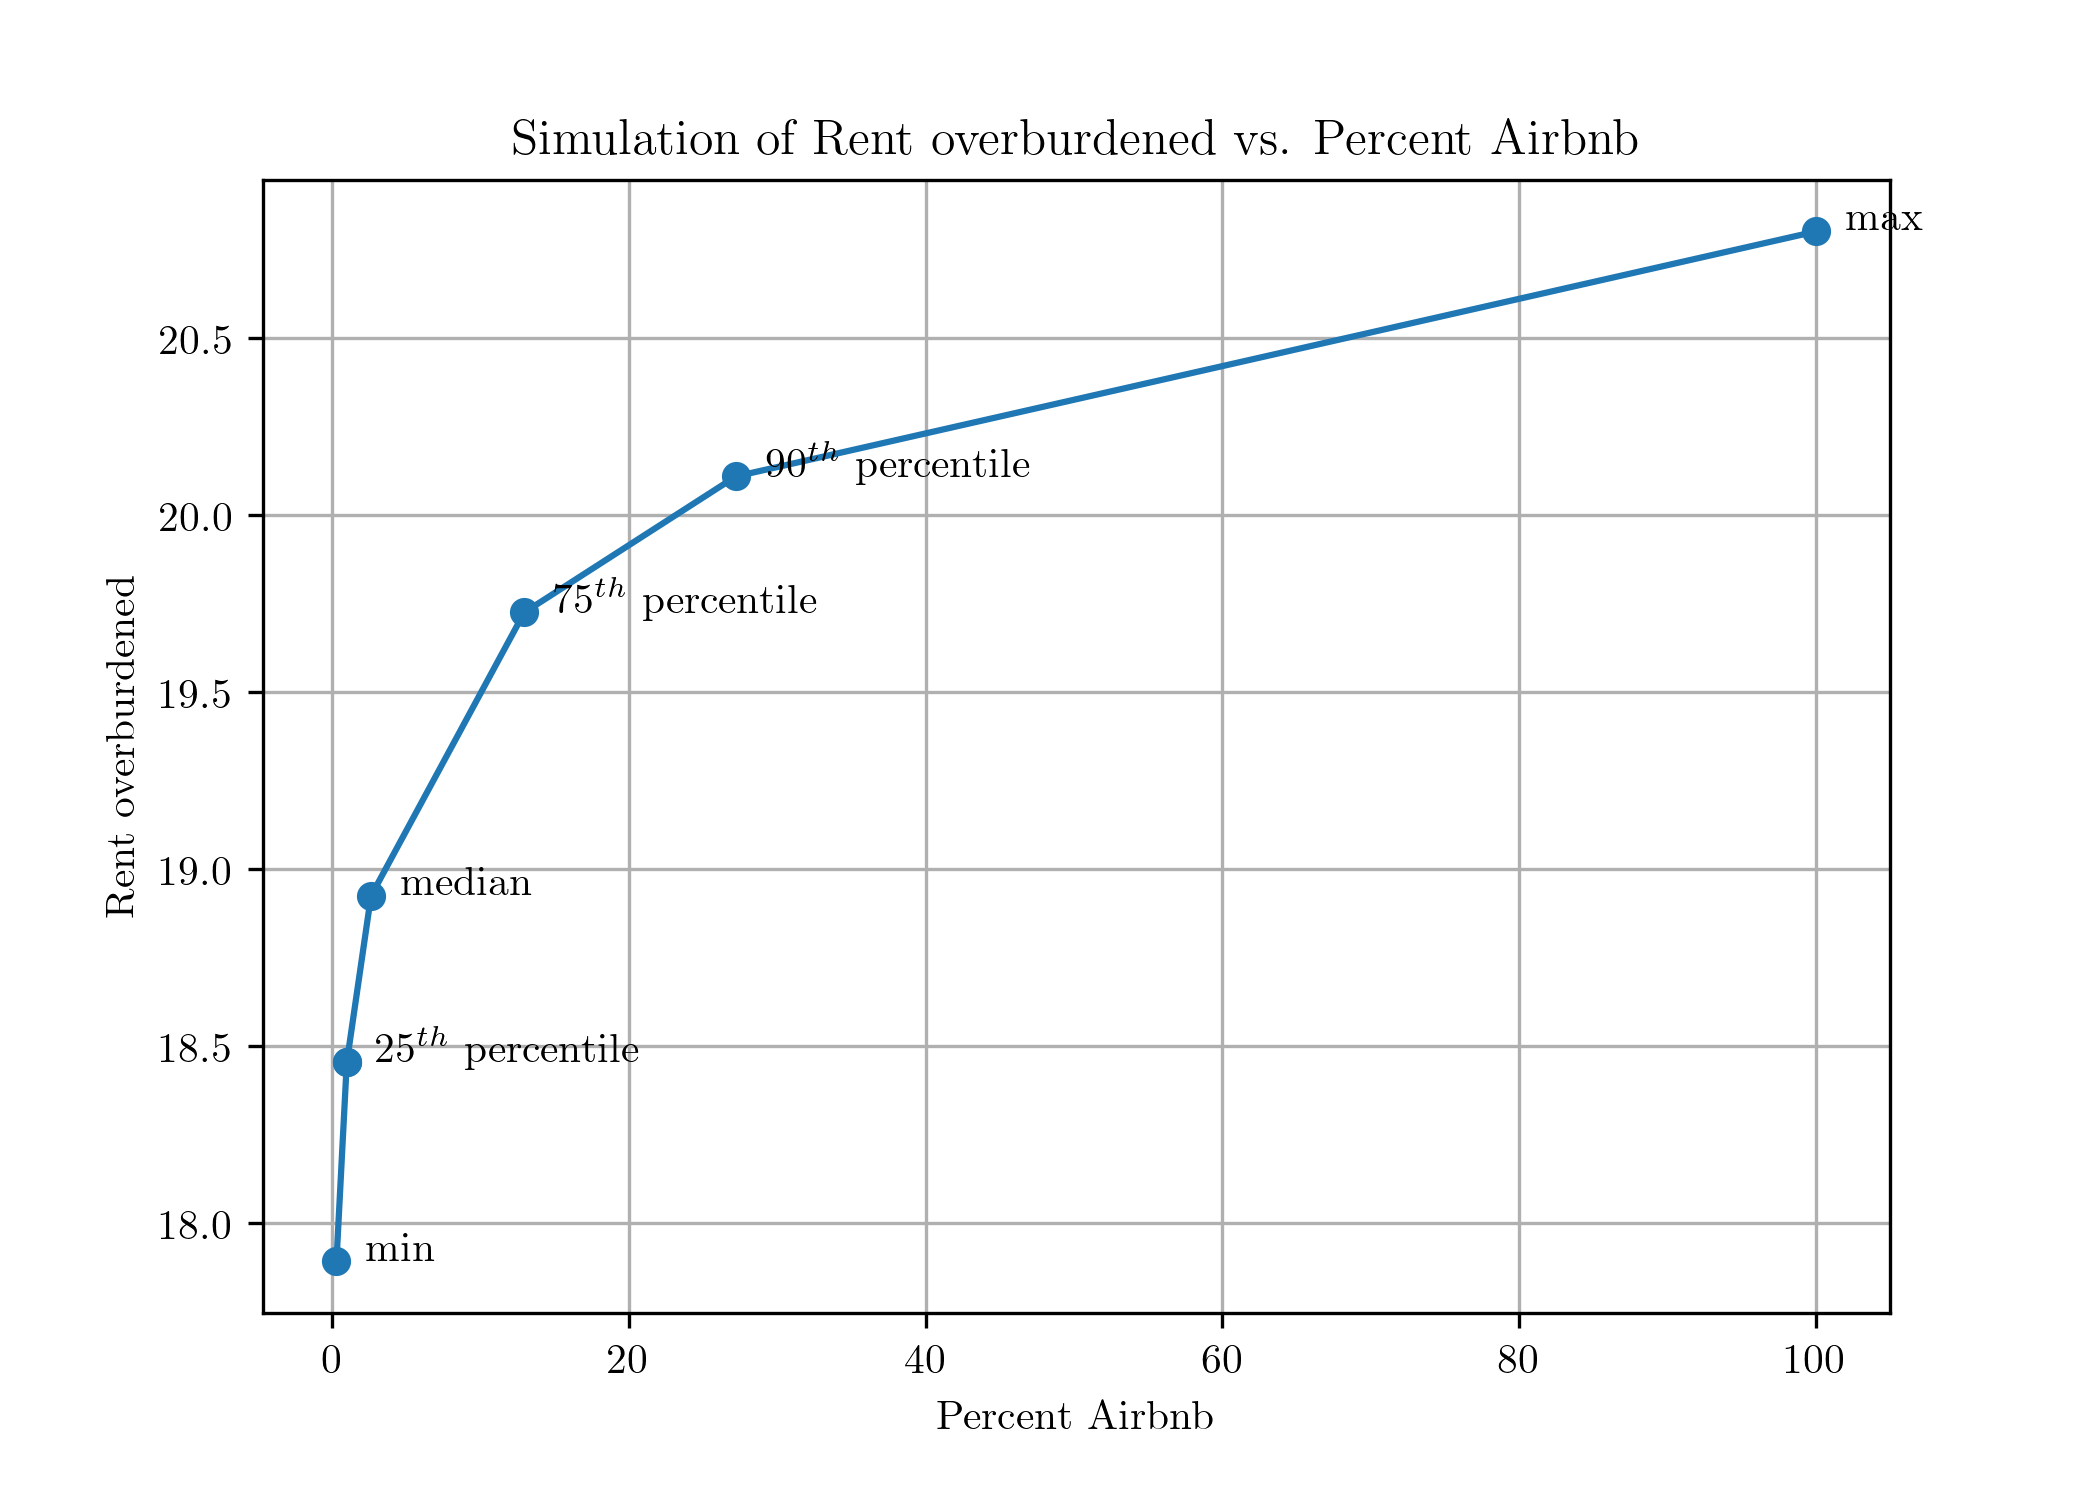 Simulation of Rent overburdened vs. Percent Airbnb
max
20.5
90th percentile
20.0
75th percentile
19.5
Rent overburdened
19.0
median
18.5
25th percentile
18.0
min
0 20 40 60 80 100
Percent Airbnb